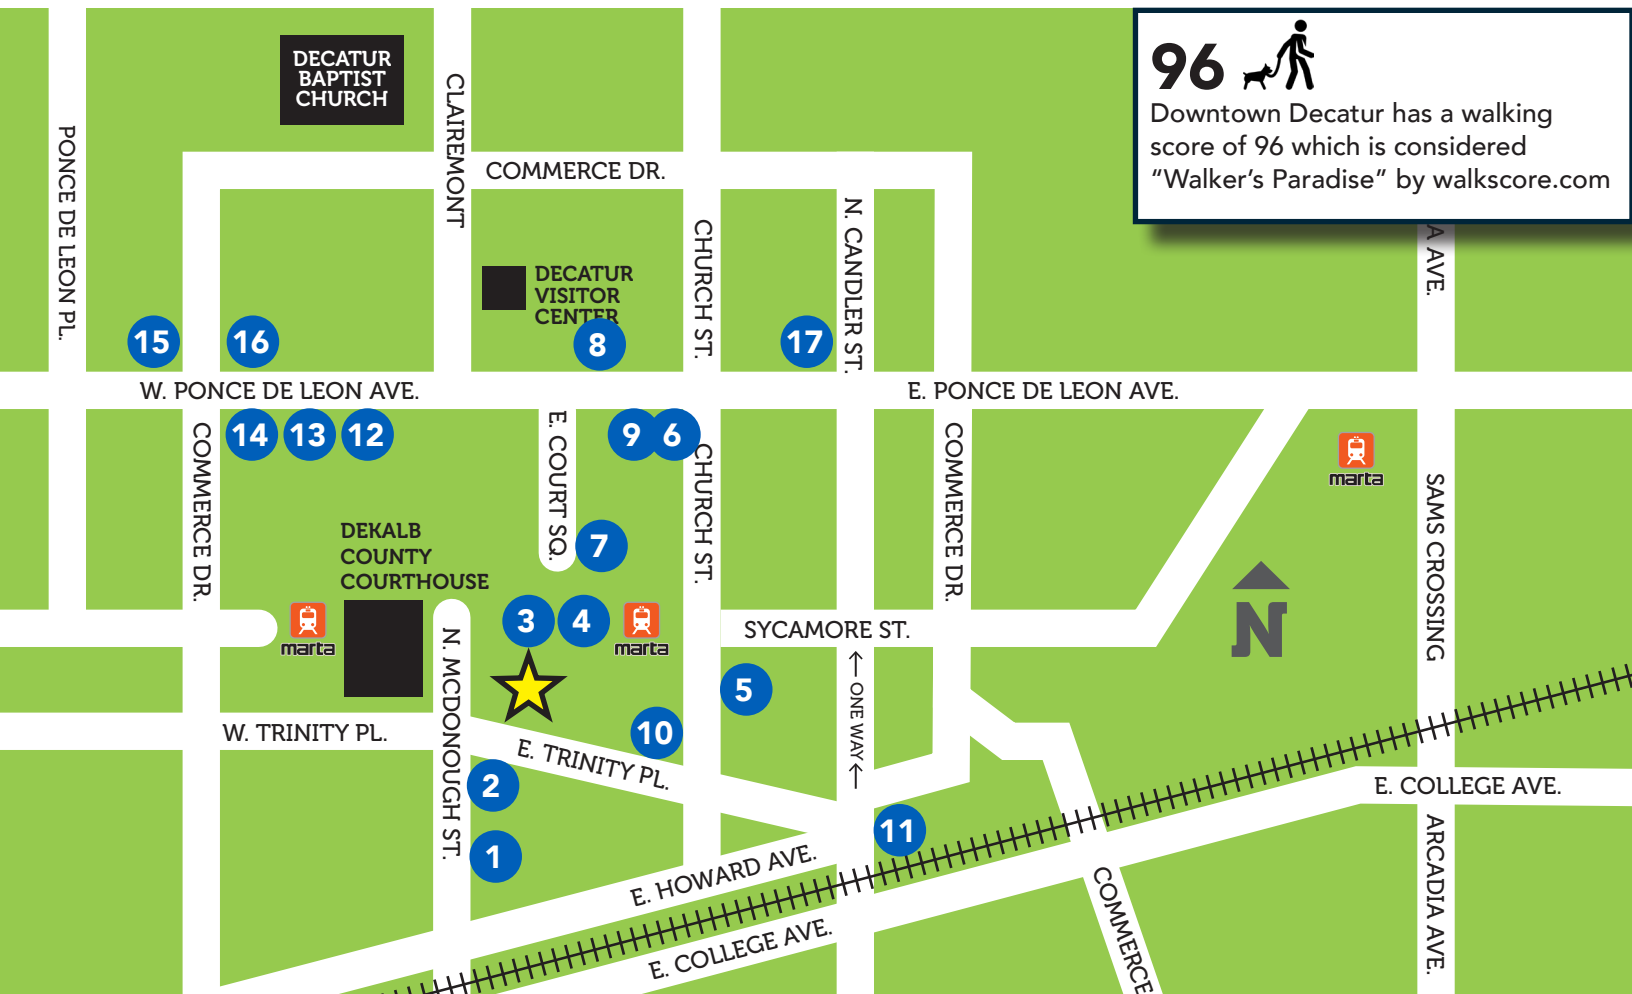 96
Downtown Decatur has a walking
score of 96 which is considered
“Walker’s Paradise” by walkscore.com
DECATUR
BAPTIST
CHURCH
CLAIREMONT
PONCE DE LEON PL.
COMMERCE DR.
N. CANDLER ST.
CHURCH ST.
A AVE.
DECATUR
VISITOR
CENTER
15
16
8
17
W. PONCE DE LEON AVE.
E. PONCE DE LEON AVE.
14
13
12
9
6
E. COURT SQ.
COMMERCE DR.
CHURCH ST.
COMMERCE DR.
marta
SAMS CROSSING
DEKALB
COUNTY
COURTHOUSE
7
marta
3
4
marta
SYCAMORE ST.
N
N. MCDONOUGH ST.
5
ONE WAY
W. TRINITY PL.
10
E. TRINITY PL.
2
1
11
E. COLLEGE AVE.
E. HOWARD AVE.
E. COLLEGE AVE.
COMMERCE
ARCADIA AVE.